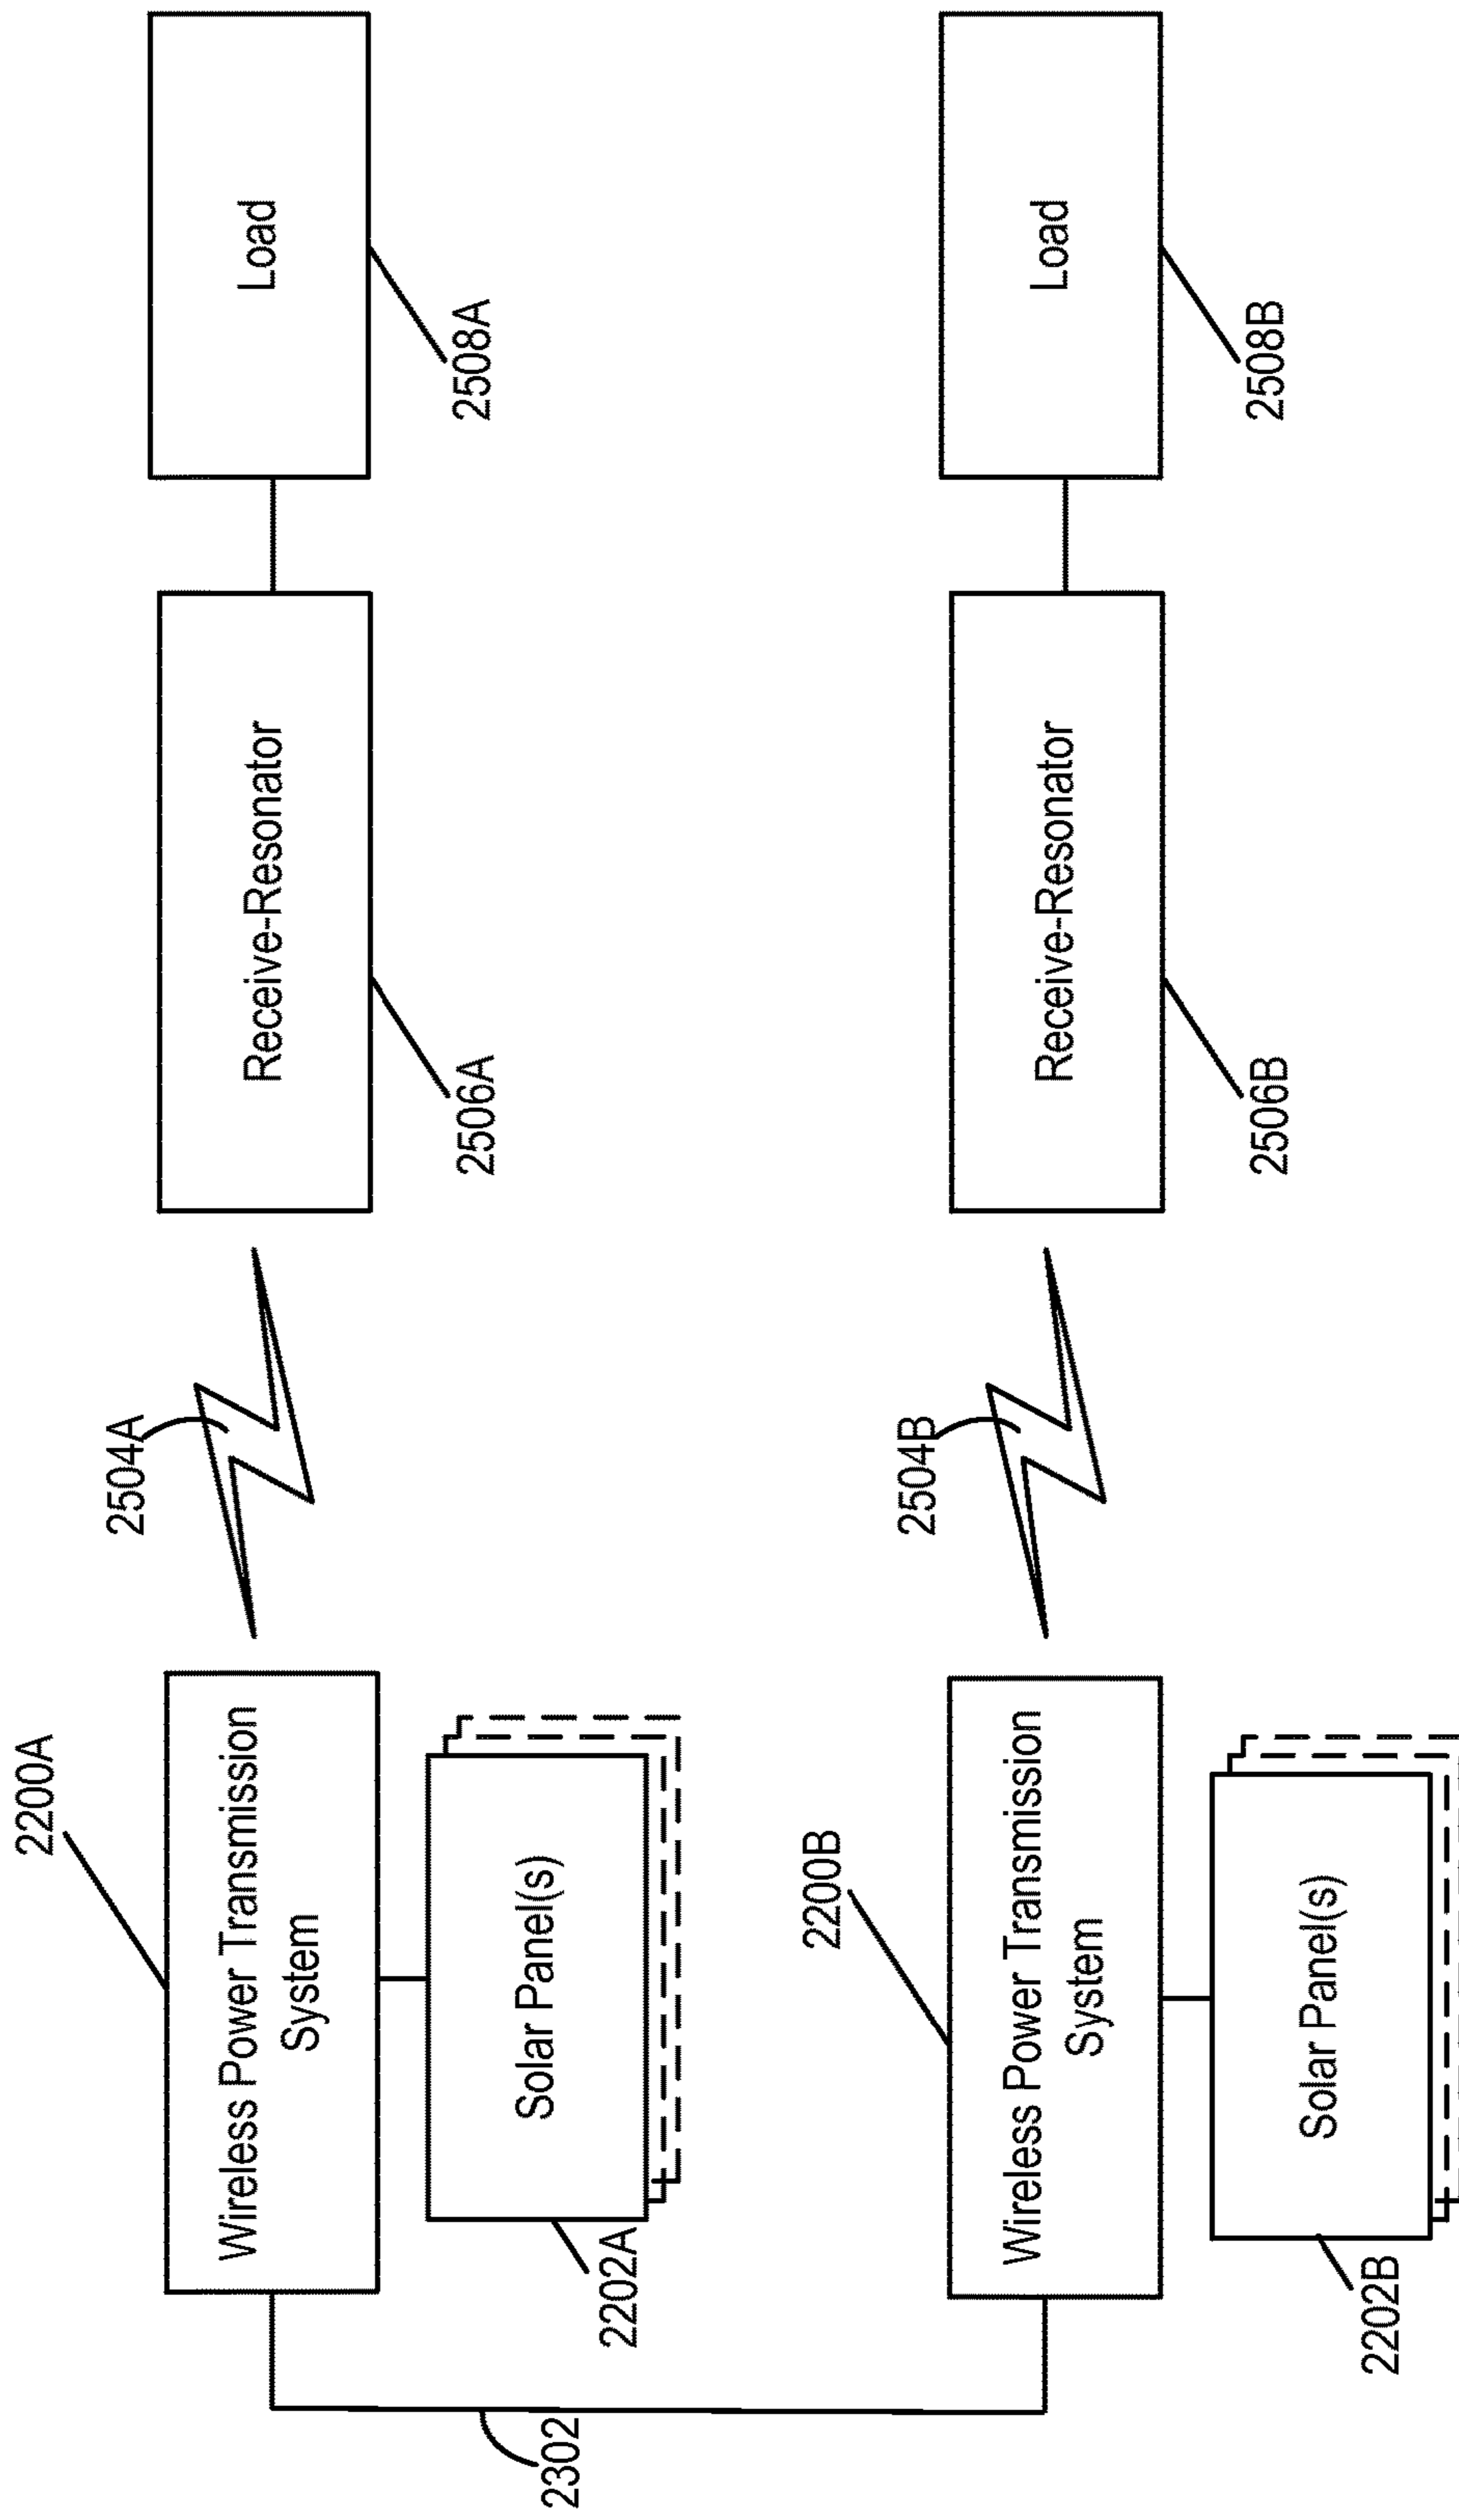 2200A
Wireless Power Transmission
System
2504A
Receive-Resonator
2506A
Load
2508A
Solar Panel(s)
2202A
2302
2200B
Wireless Power Transmission
System
2504B
Receive-Resonator
2506B
Load
2508B
Solar Panel(s)
2202B